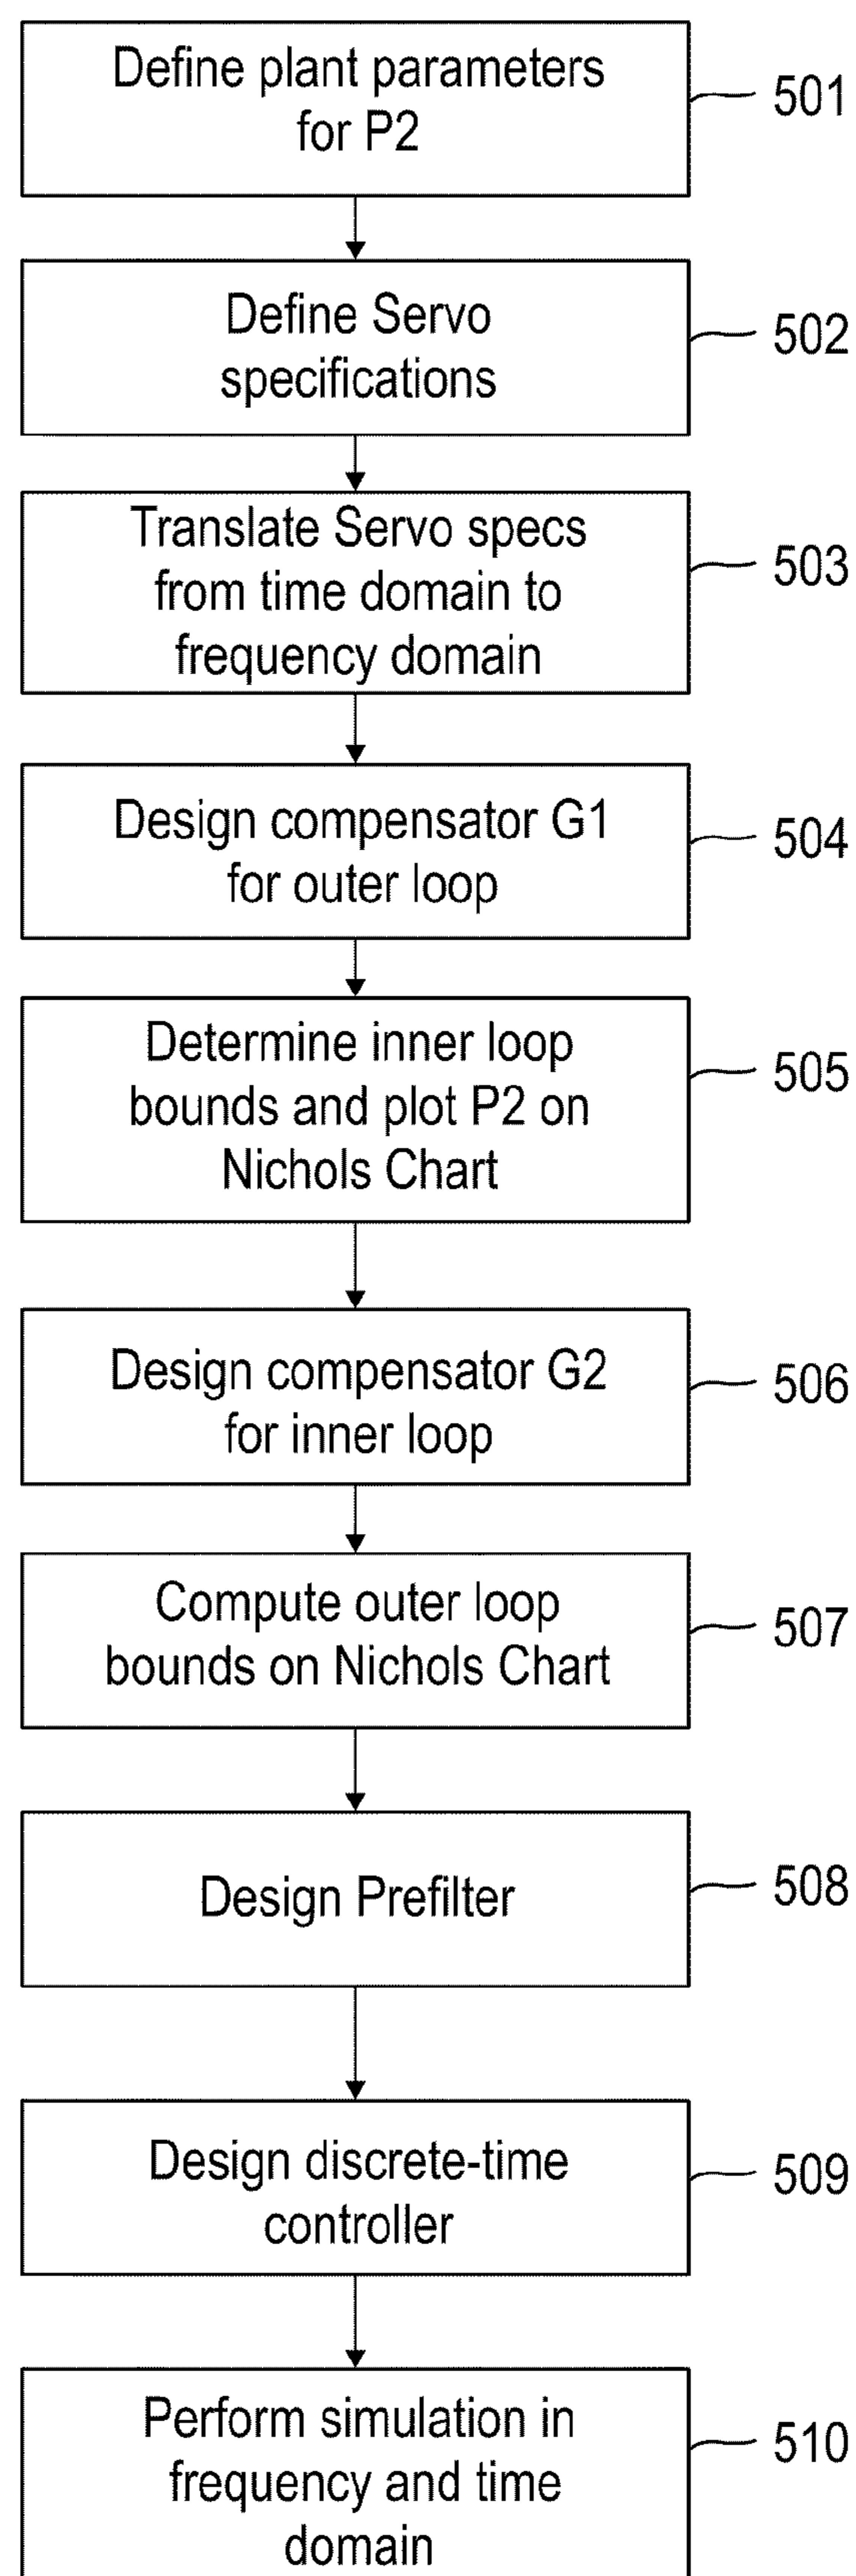 Define plant parameters
for P2
501
Define Servo
specifications
502
Translate Servo specs
from time domain to
frequency domain
503
Design compensator G1
for outer loop
504
Determine inner loop
bounds and plot P2 on
Nichols Chart
505
Design compensator G2
for inner loop
506
Compute outer loop
bounds on Nichols Chart
507
Design Prefilter
508
Design discrete-time
controller
509
Perform simulation in
frequency and time
domain
510